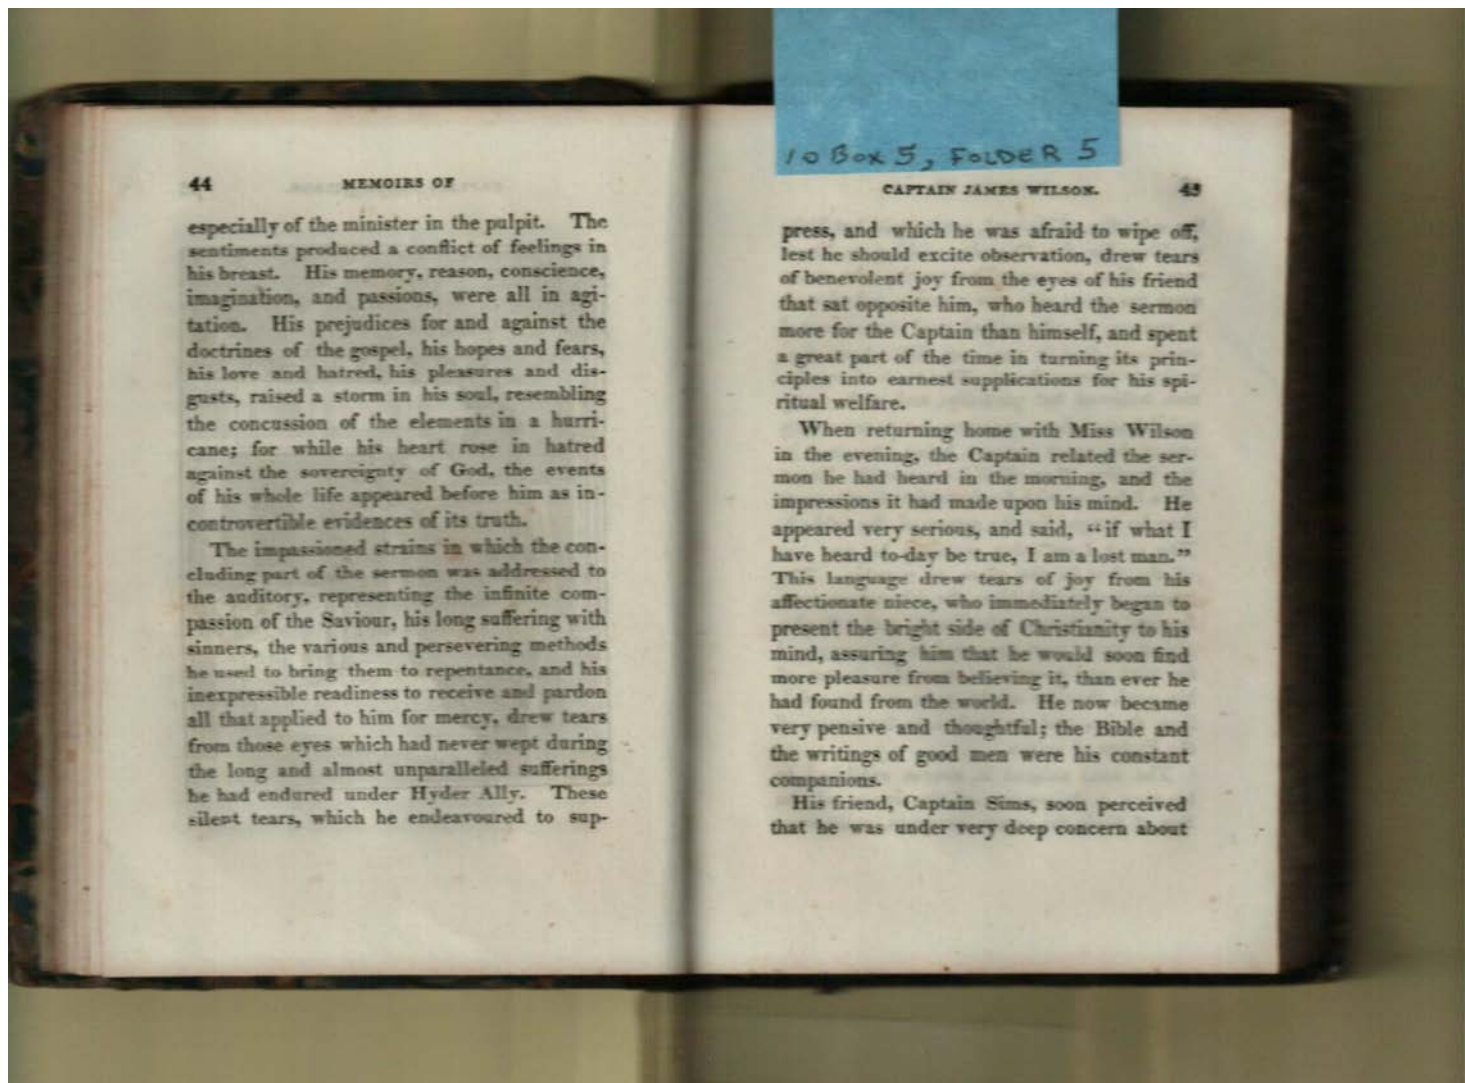 10 Box 5, FOLDER 5
44 MEMOIRS OF
especially of the minister in the pulpit. The
sentiments produced a conflict of feelings in
his breast. His memory, reason, conscience,
imagination, and passions, were all in agi-
tation. His prejudices for and against the
doctrines of the gospel, his hopes and fears,
his love and hatred, his pleasures and dis-
gusts, raised a storm in his soul, resembling
the concussion of the elements in a hurri-
cane; for while his heart rose in hatred
against the sovereignty of God, the events
of his whole life appeared before him as in-
controvertible evidences of its truth.
The impassioned strains in which the con-
cluding part of the sermon was addressed to
the auditory, representing the infinite com-
passion of the Saviour, his long suffering with
sinners, the various and persevering methods
he used to bring them to repentance, and his
inexpressible readiness to receive and pardon
all that applied to him for mercy, drew tears
from those eyes which had never wept during
the long and almost unparalleled sufferings
he had endured under Hyder Ally. These
silent tears, which he endeavoured to sup-
CAPTAIN JAMES WILSON. 45
press, and which he was afraid to wipe off,
lest he should excite observation, drew tears
of benevolent joy from the eyes of his friend
that sat opposite him, who heard the sermon
more for the Captain than himself, and spent
a great part of the time in turning its prin-
ciples into earnest supplications for his spi-
ritual welfare.
When returning home with Miss Wilson
in the evening, the Captain related the ser-
mon he had heard in the morning, and the
impressions it had made upon his mind. He
appeared very serious, and said, "if what I
have heard to-day be true, I am a lost man."
This language drew tears of joy from his
affectionate niece, who immediately began to
present the bright side of Christianity to his
mind, assuring him that he would soon find
more pleasure from believing it, than ever he
had found from the world. He now became
very pensive and thoughtful; the Bible and
the writings of good men were his constant
companions.
His friend, Captain Sims, soon perceived
that he was under very deep concern about